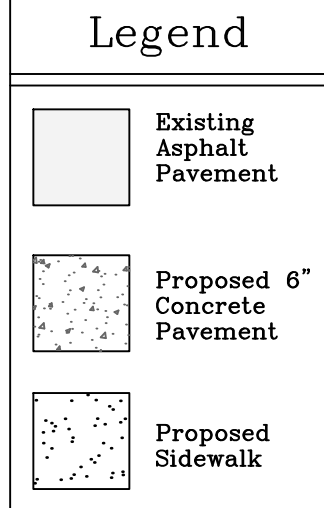 Legend
Existing
Asphalt
Pavement
Proposed 6"
Concrete
Pavement
Proposed
Sidewalk